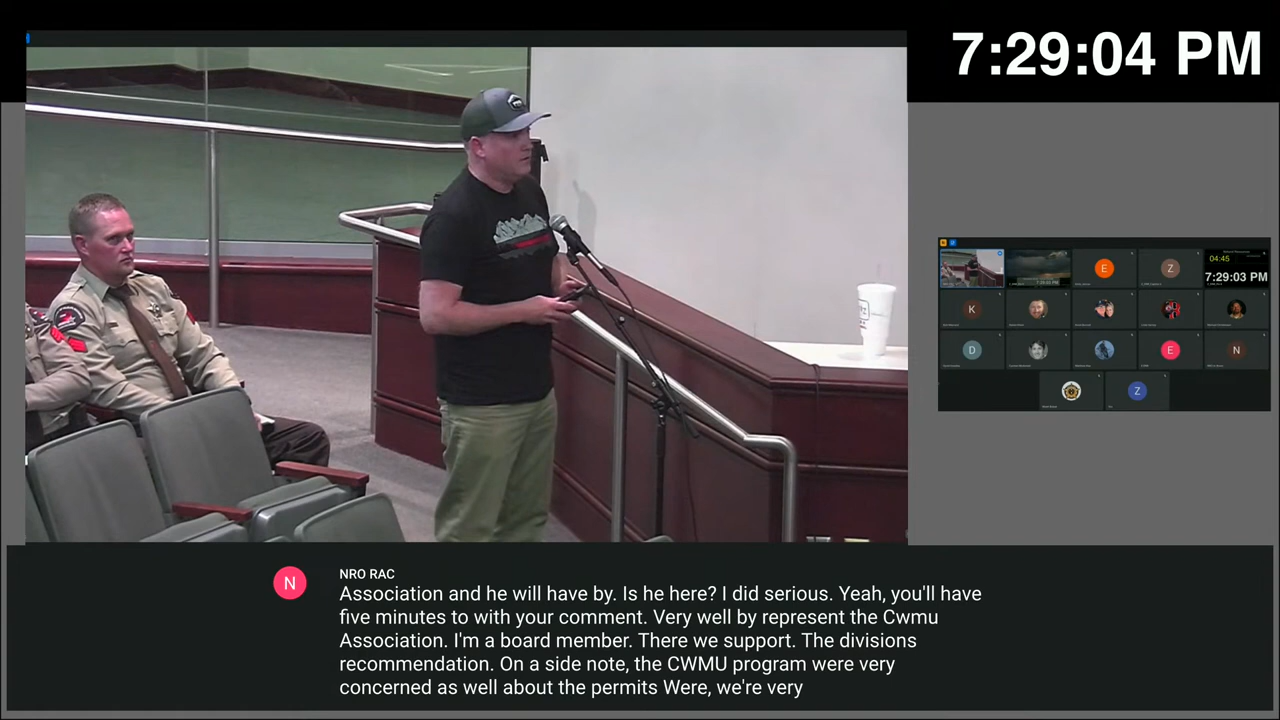 7:29:04 PM
04:45
7:29:03 PM
E
Z
K
D
E
N
Z
N
NRO RAC
Association and he will have by. Is he here? I did serious. Yeah, you'll have
five minutes to with your comment. Very well by represent the Cwmu
Association. I'm a board member. There we support. The divisions
recommendation. On a side note, the CWMU program were very
concerned as well about the permits Were, we're very